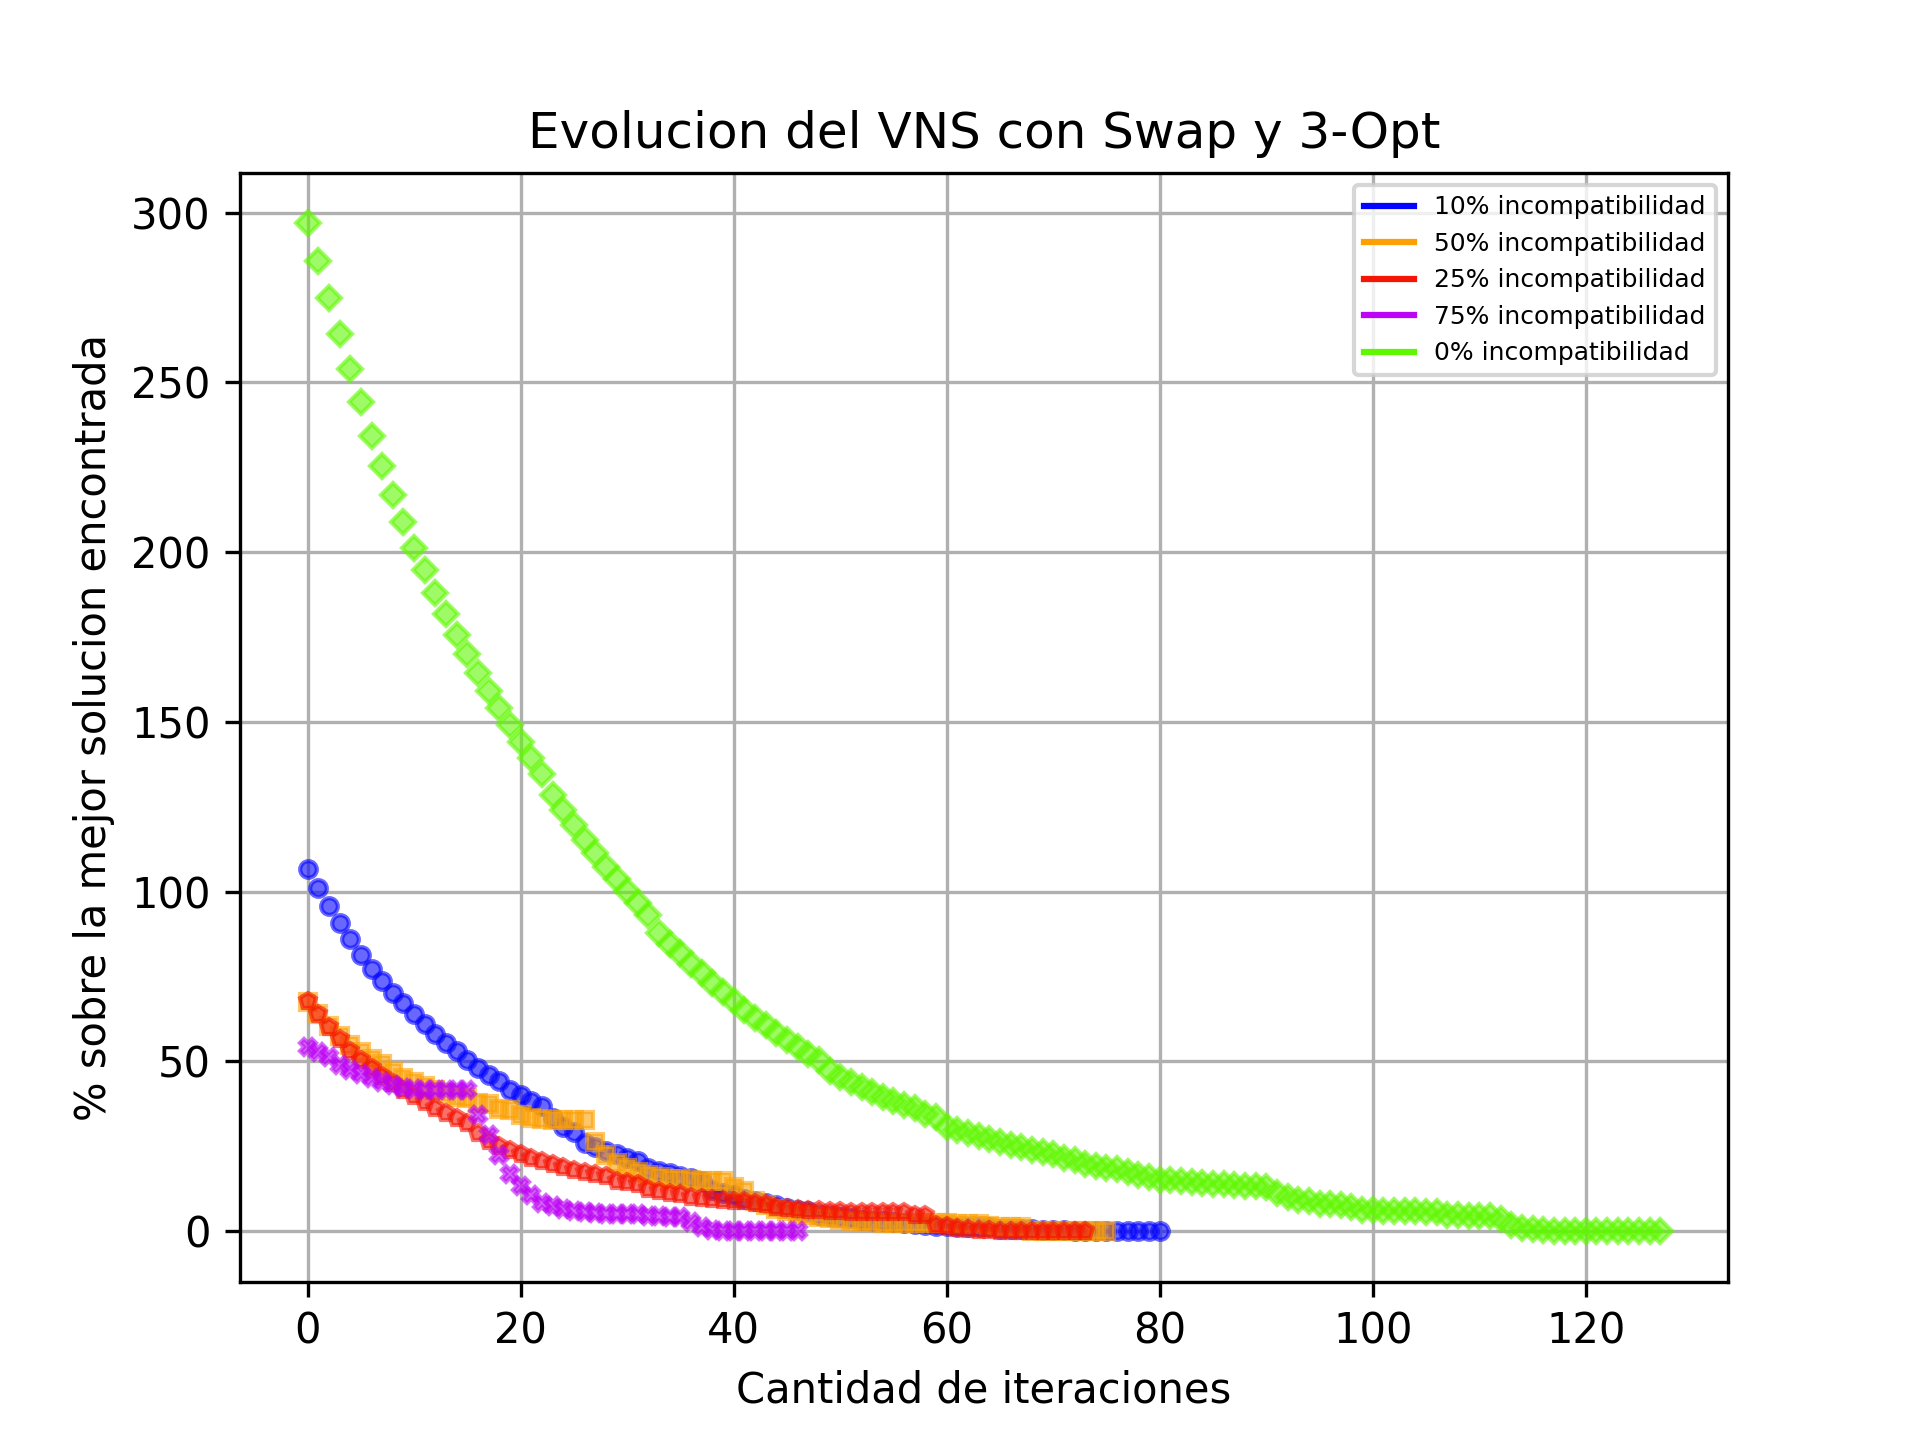 Evolucion del VNS con Swap y 3-Opt
10% incompatibilidad
50% incompatibilidad
25% incompatibilidad
75% incompatibilidad
0% incompatibilidad
% sobre la mejor solucion encontrada
300
250
200
150
100
50
0
0 20 40 60 80 100 120
Cantidad de iteraciones